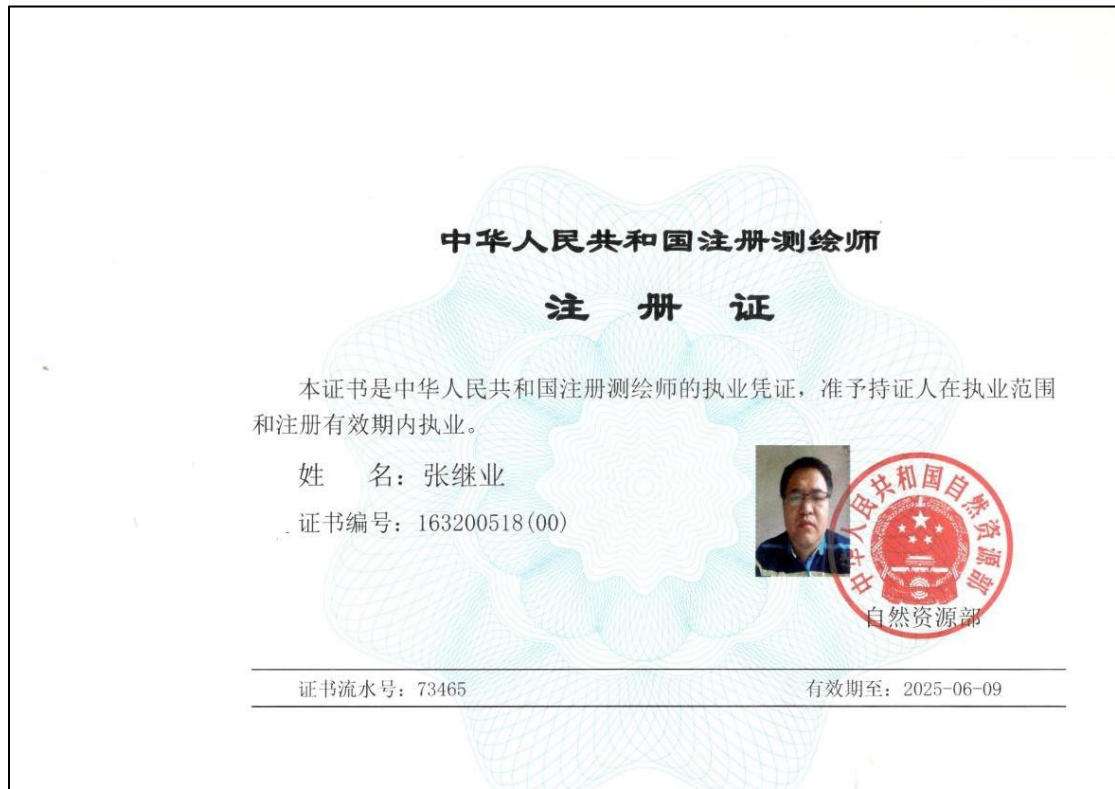 中华人民共和国注册测绘师
注 册 证
本证书是中华人民共和国注册测绘师的执业凭证，准予持证人在执业范围
和注册有效期内执业。
姓 名：张继业
证书编号：163200518(00)
中华人民共和国自然资源部
自然资源部
证书流水号：73465
有效期至：2025-06-09